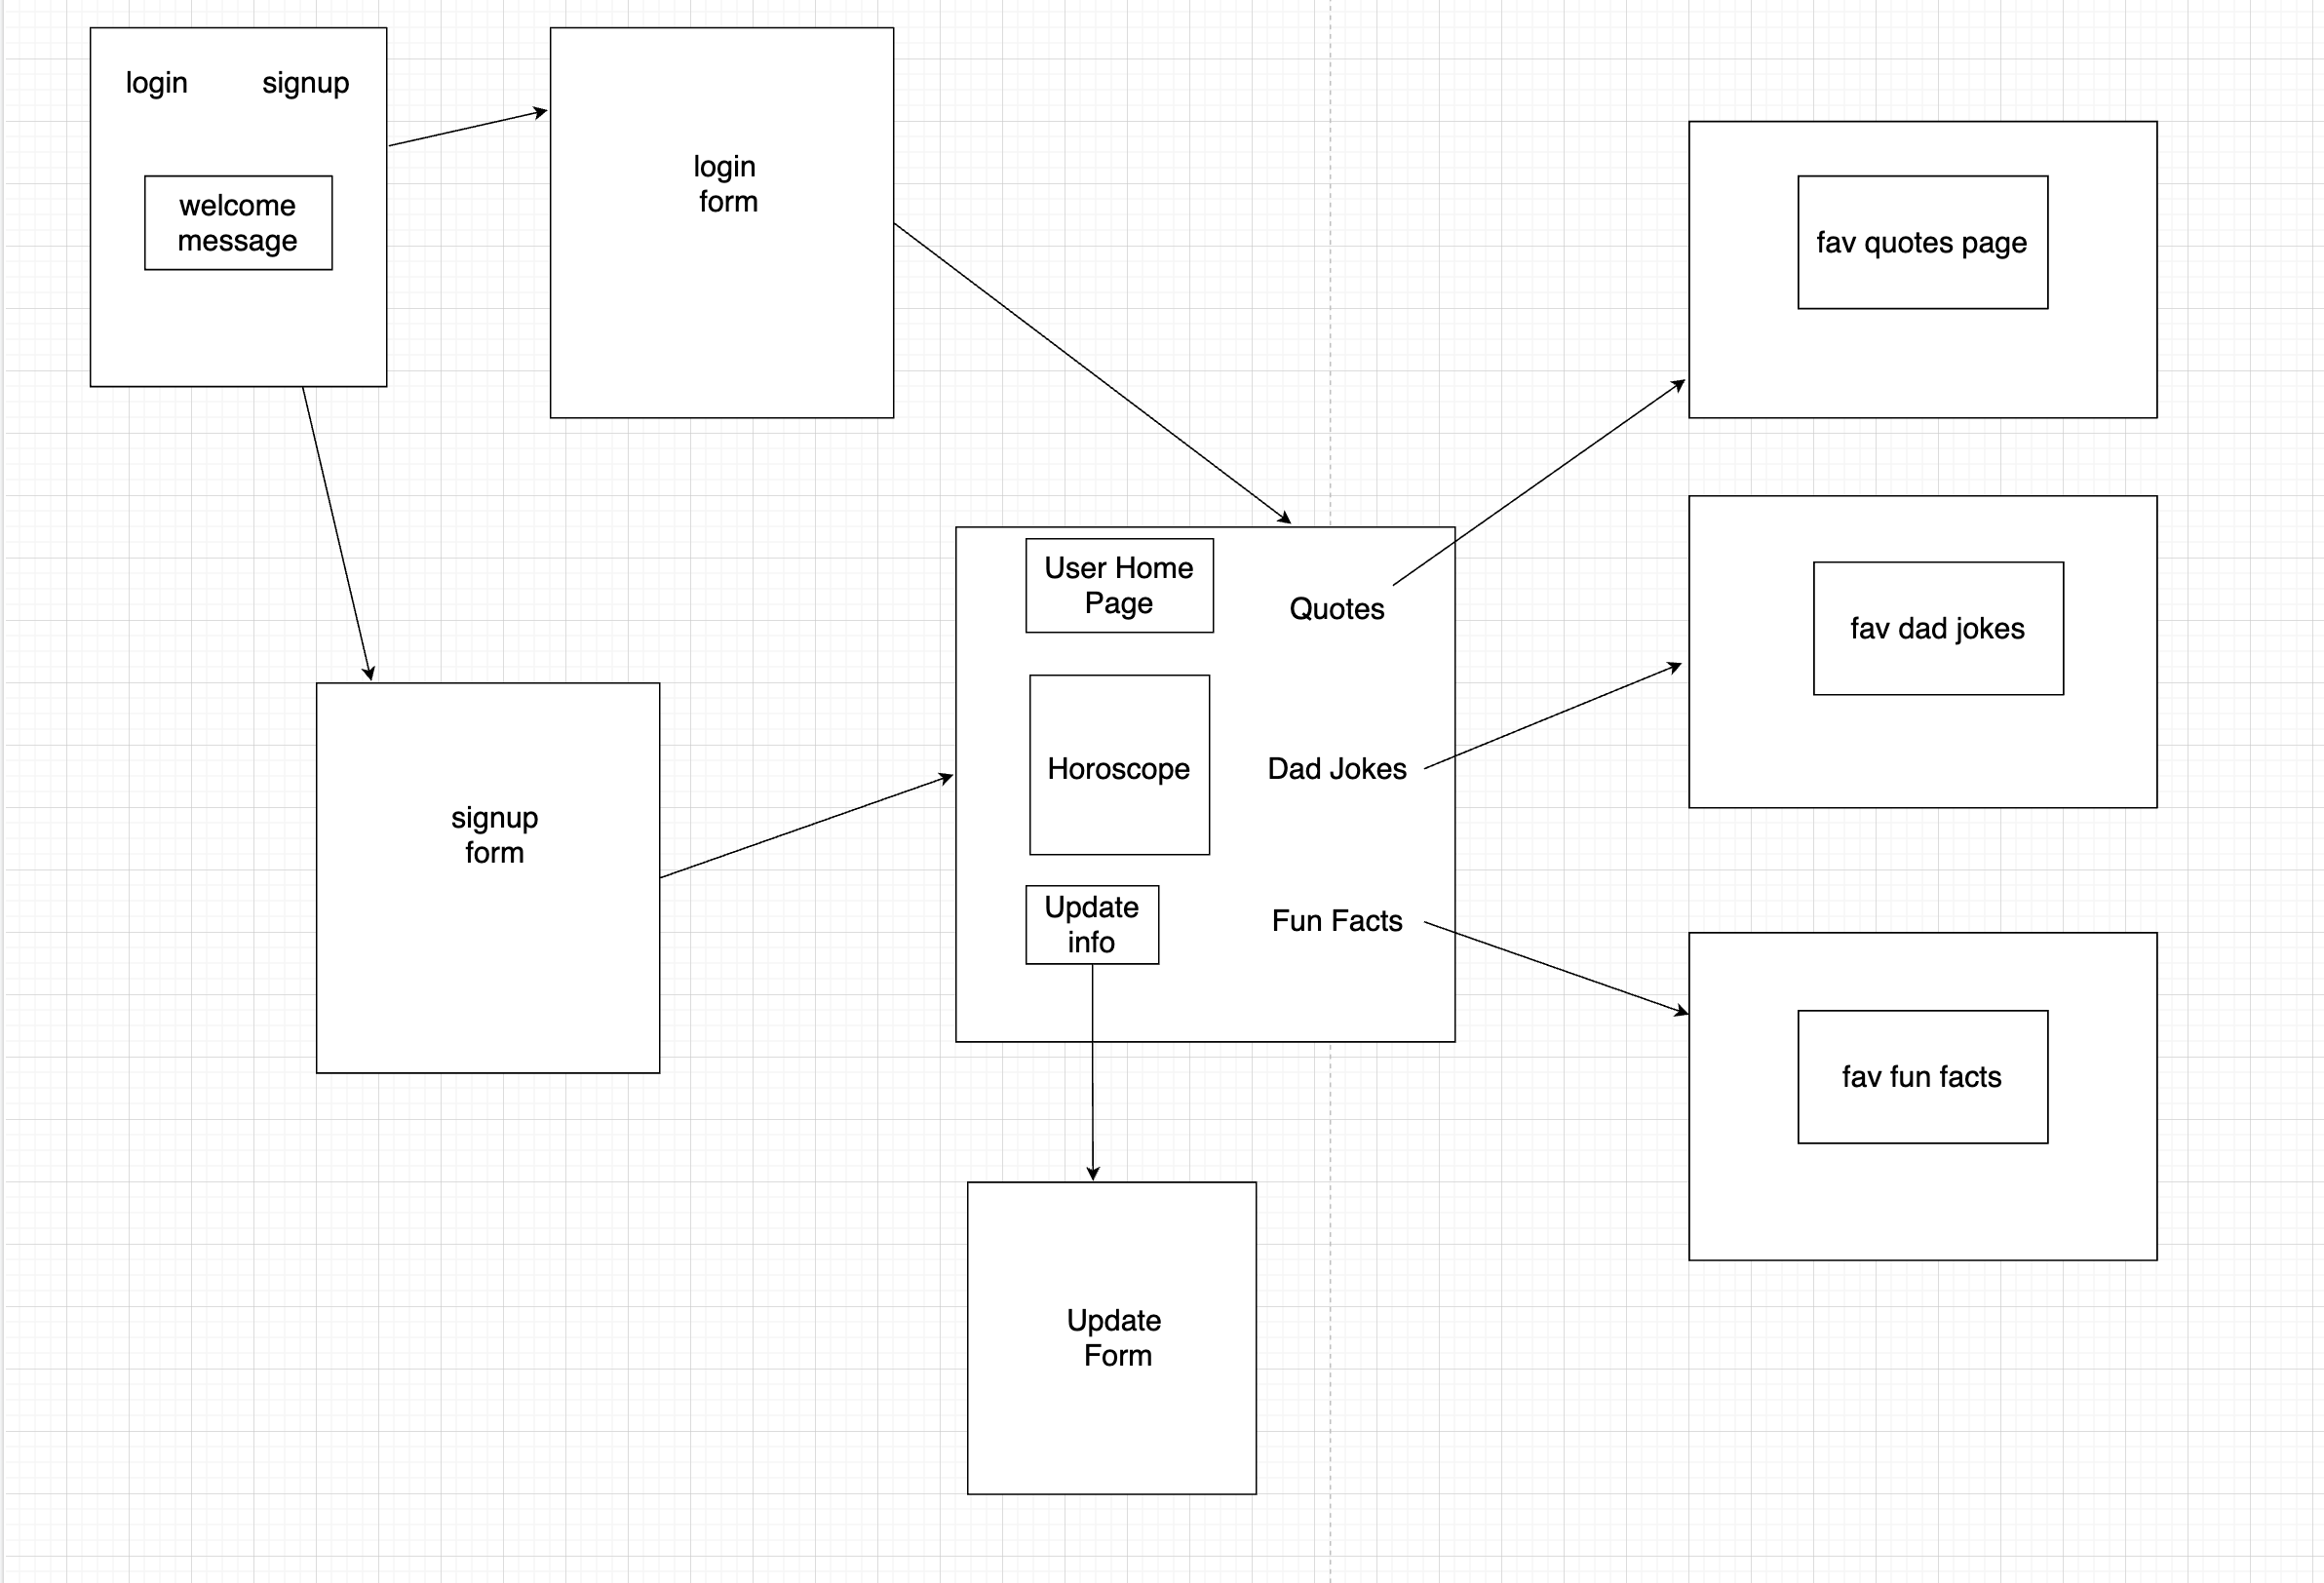 login
signup
welcome
message
login
form
fav quotes page
User Home
Page
Quotes
fav dad jokes
Horoscope
Dad Jokes
signup
form
Update
info
Fun Facts
fav fun facts
Update
Form